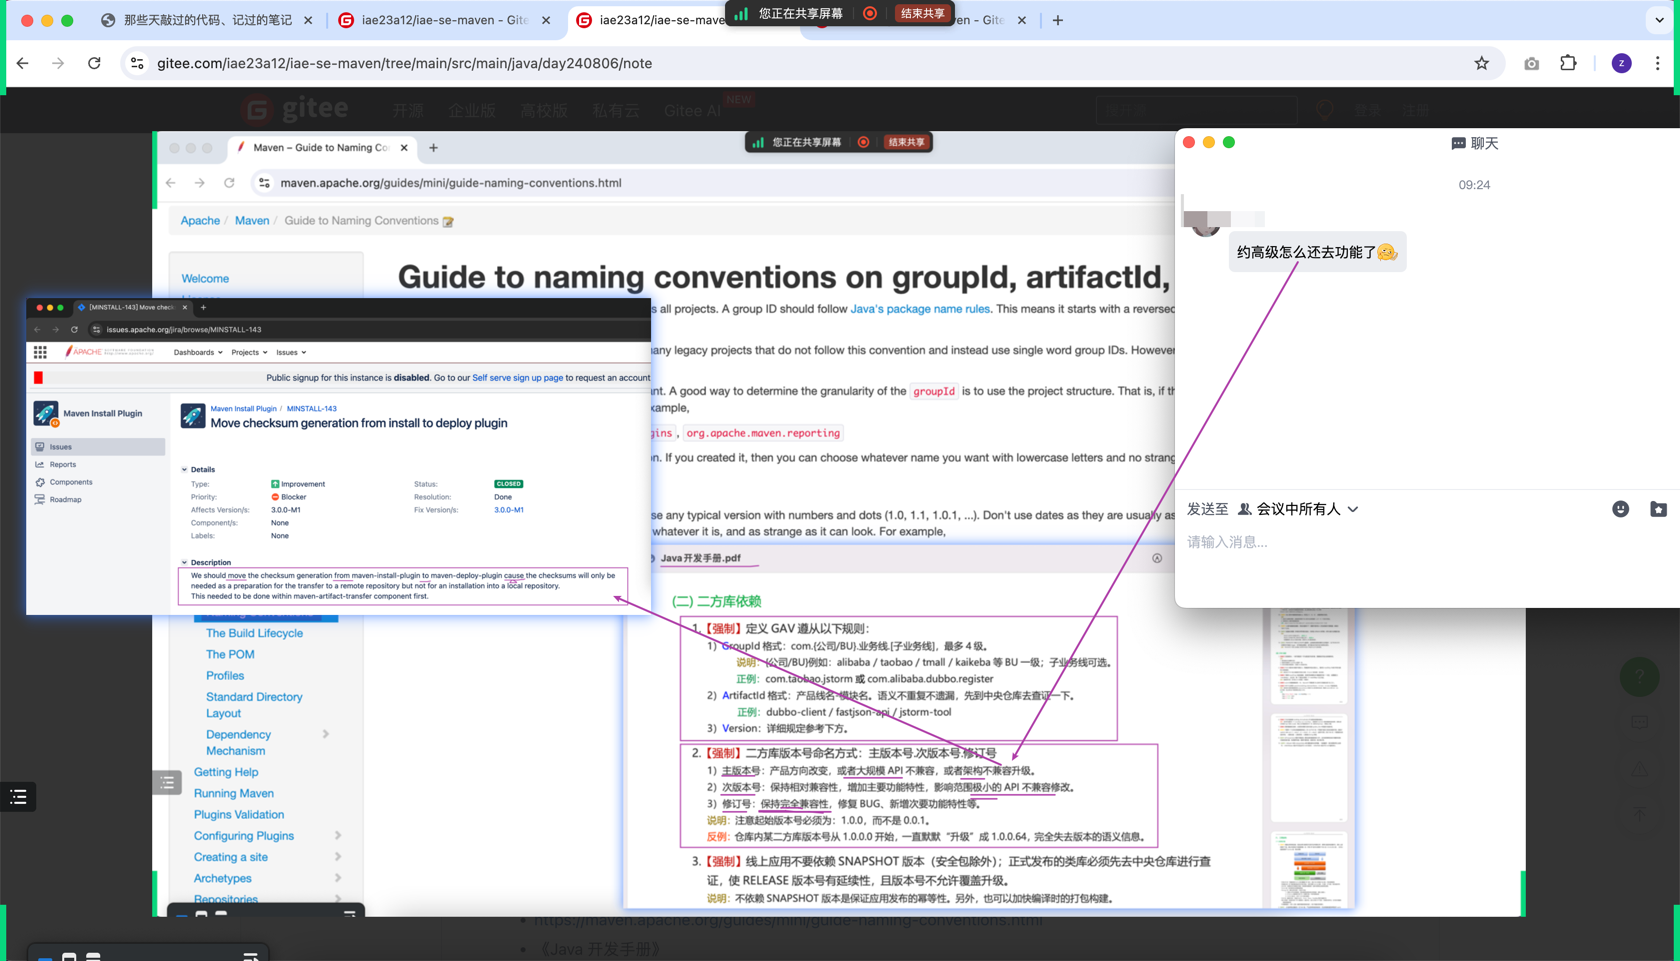 那些天敲过的代码、记过的笔记
iae23a12/iae-se-maven - Gite
iae23a12/iae-se-maven
您正在共享屏幕
结束共享
ven - Gite
gitee.com/iae23a12/iae-se-maven/tree/main/src/main/java/day240806/note
z
gitee
开源
企业版
高校版
私有云
Gitee AI
NEW
搜开源
登录
注册
Maven – Guide to Naming Co
您正在共享屏幕
结束共享
maven.apache.org/guides/mini/guide-naming-conventions.html
Apache / Maven / Guide to Naming Conventions
Welcome
Guide to naming conventions on groupId, artifactId,
s all projects. A group ID should follow Java's package name rules. This means it starts with a reversed
any legacy projects that do not follow this convention and instead use single word group IDs. However
nt. A good way to determine the granularity of the groupId is to use the project structure. That is, if th
xample,
gins , org.apache.maven.reporting
n. If you created it, then you can choose whatever name you want with lowercase letters and no strang
se any typical version with numbers and dots (1.0, 1.1, 1.0.1, ...). Don't use dates as they are usually as
whatever it is, and as strange as it can look. For example,
[MINSTALL-143] Move check
issues.apache.org/jira/browse/MINSTALL-143
APACHE
Dashboards
Projects
Issues
Public signup for this instance is disabled. Go to our Self serve sign up page to request an account
Maven Install Plugin
Issues
Reports
Components
Roadmap
Maven Install Plugin / MINSTALL-143
Move checksum generation from install to deploy plugin
Details
Type: Improvement
Status: CLOSED
Priority: Blocker
Resolution: Done
Affects Version/s: 3.0.0-M1
Fix Version/s: 3.0.0-M1
Component/s: None
Labels: None
Description
We should move the checksum generation from maven-install-plugin to maven-deploy-plugin cause the checksums will only be
needed as a preparation for the transfer to a remote repository but not for an installation into a local repository.
This needed to be done within maven-artifact-transfer component first.
The Build Lifecycle
The POM
Profiles
Standard Directory
Layout
Dependency
Mechanism
Getting Help
Running Maven
Plugins Validation
Configuring Plugins
Creating a site
Archetypes
Repositories
Java 开发手册.pdf
(二) 二方库依赖
1.【强制】定义 GAV 遵从以下规则：
1）GroupId 格式：com.{公司/BU}.业务线.[子业务线]，最多 4 级。
说明：{公司/BU}例如：alibaba / taobao / tmall / kaikeba 等 BU 一级；子业务线可选。
正例：com.taobao.jstorm 或 com.alibaba.dubbo.register
2）ArtifactId 格式：产品线名-模块名。语义不重复不遗漏，先到中央仓库去查证一下。
正例：dubbo-client / fastjson-api / jstorm-tool
3）Version：详细规定参考下方。
2.【强制】二方库版本号命名方式：主版本号.次版本号.修订号
1）主版本号：产品方向改变，或者大规模 API 不兼容，或者架构不兼容升级。
2）次版本号：保持相对兼容性，增加主要功能特性，影响范围极小的 API 不兼容修改。
3）修订号：保持完全兼容性，修复 BUG、新增次要功能特性等。
说明：注意起始版本号必须为：1.0.0，而不是 0.0.1。
反例：仓库内某二方库版本号从 1.0.0.0 开始，一直默默“升级”成 1.0.0.64，完全失去版本的语义信息。
3.【强制】线上应用不要依赖 SNAPSHOT 版本（安全包除外）；正式发布的类库必须先去中央仓库进行查
证，使 RELEASE 版本号有延续性，且版本号不允许覆盖升级。
说明：不依赖 SNAPSHOT 版本是保证应用发布的幂等性。另外，也可以加快编译时的打包构建。
聊天
09:24
约高级怎么还去功能了
发送至 会议中所有人
请输入消息...
https://maven.apache.org/guides/mini/guide-naming-conventions.html
《Java 开发手册》